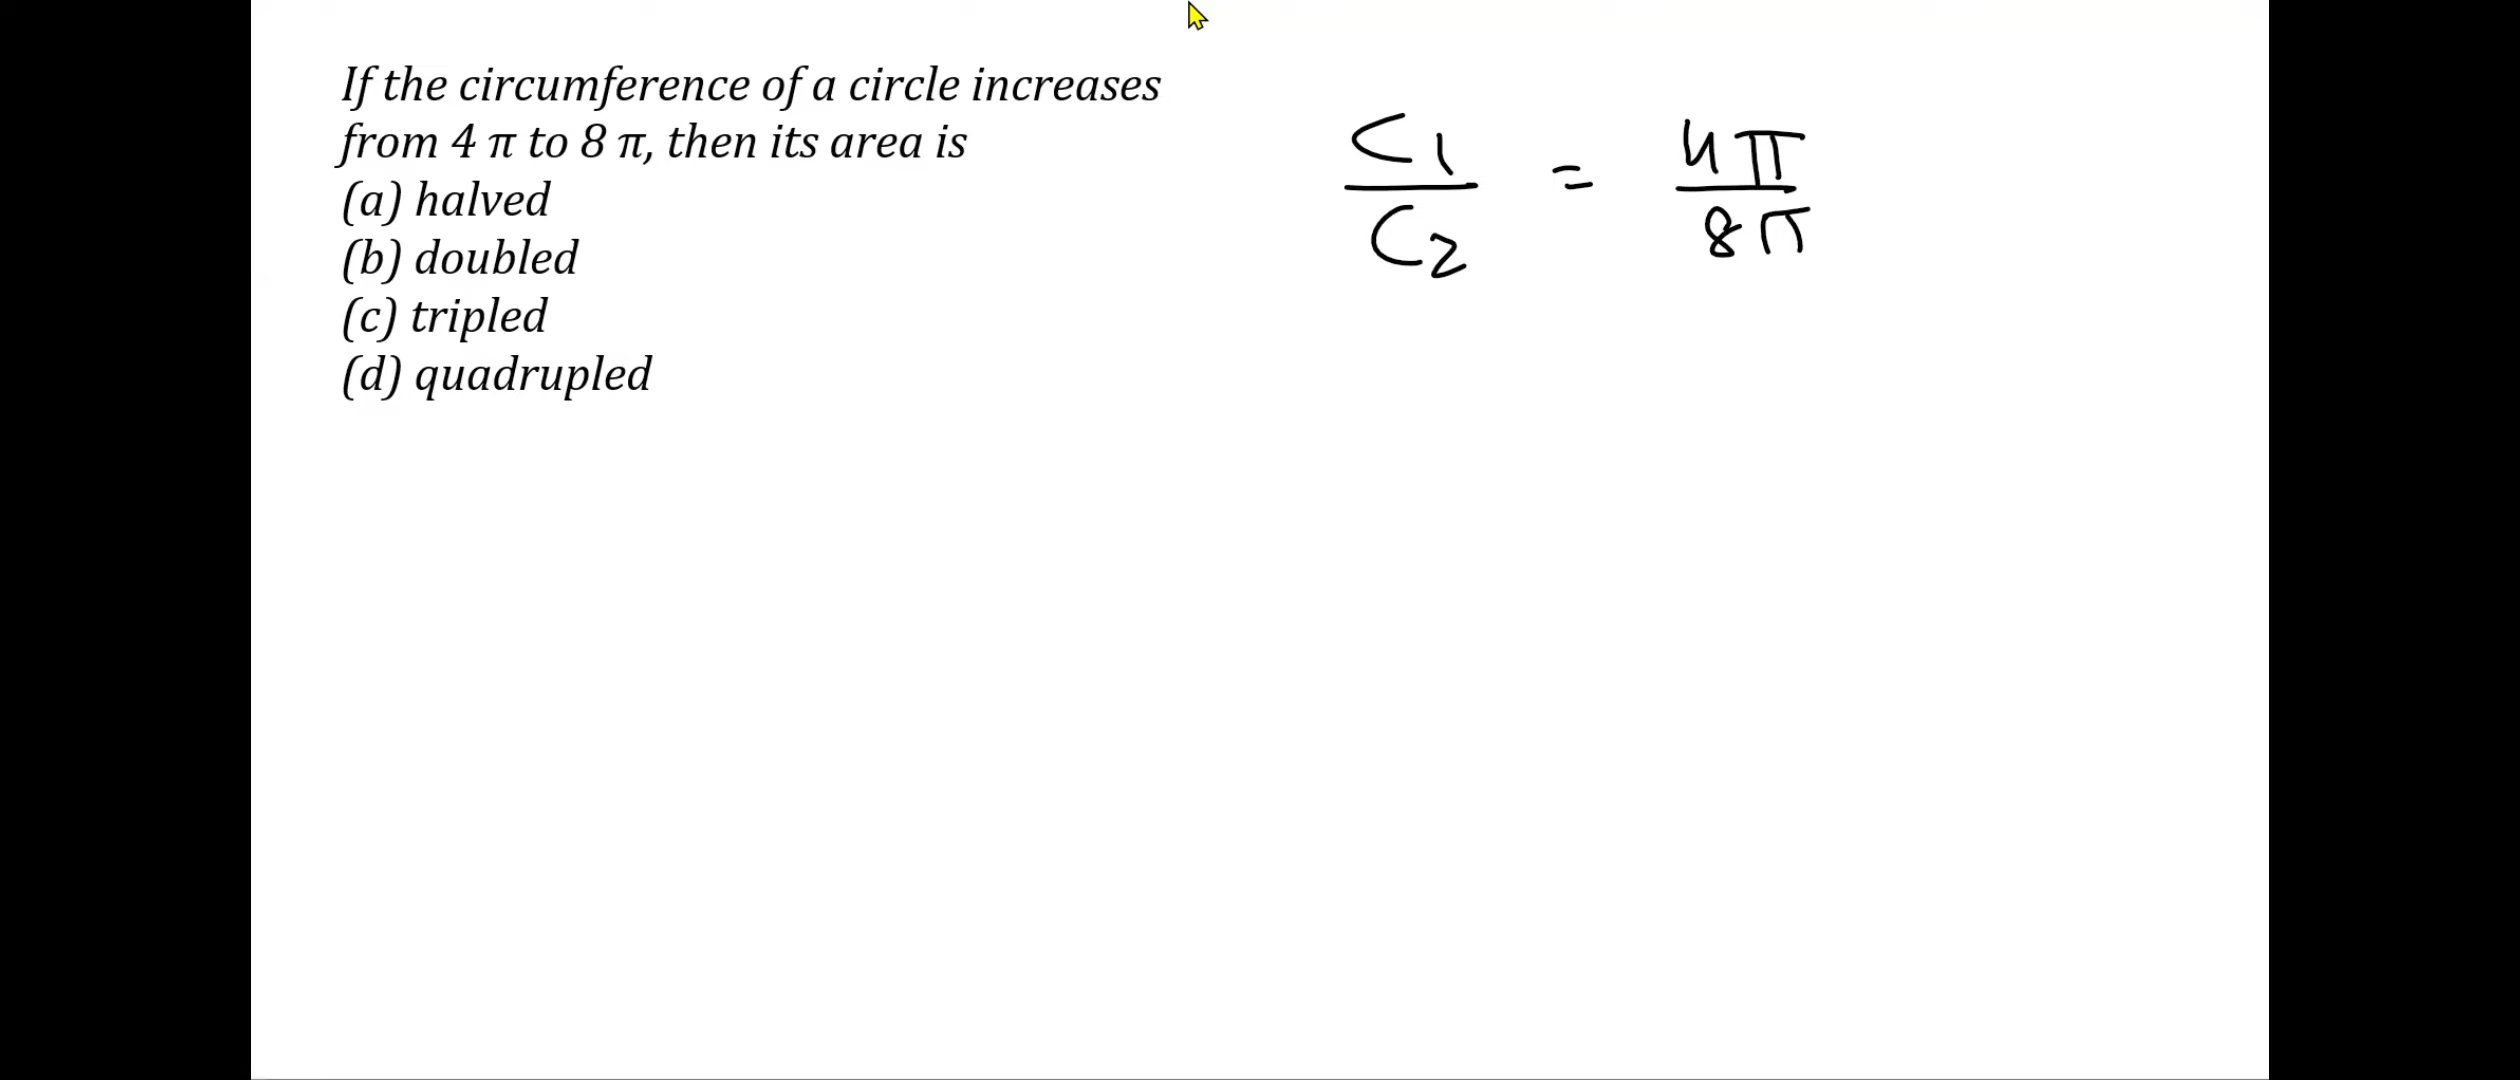 If the circumference of a circle increases
from 4 π to 8 π, then its area is
(a) halved
(b) doubled
(c) tripled
(d) quadrupled
C1/C2 = 4π/8π